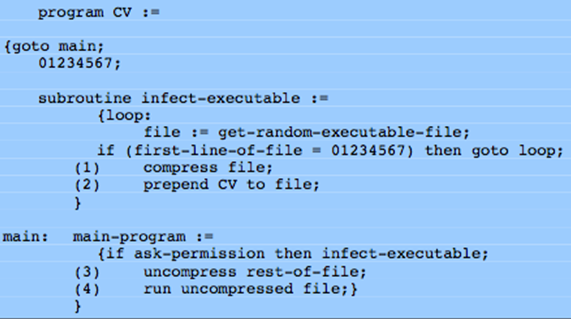 program CV :=
{goto main;
01234567;
subroutine infect-executable :=
{loop:
file := get-random-executable-file;
if (first-line-of-file = 01234567) then goto loop;
(1) compress file;
(2) prepend CV to file;
}
main: main-program :=
{if ask-permission then infect-executable;
(3) uncompress rest-of-file;
(4) run uncompressed file;}
}